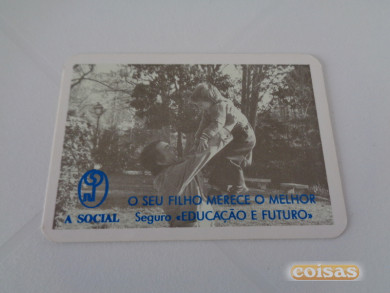 O SEU FILHO MERECE O MELHOR
A SOCIAL Seguro «EDUCAÇÃO E FUTURO»
coisas